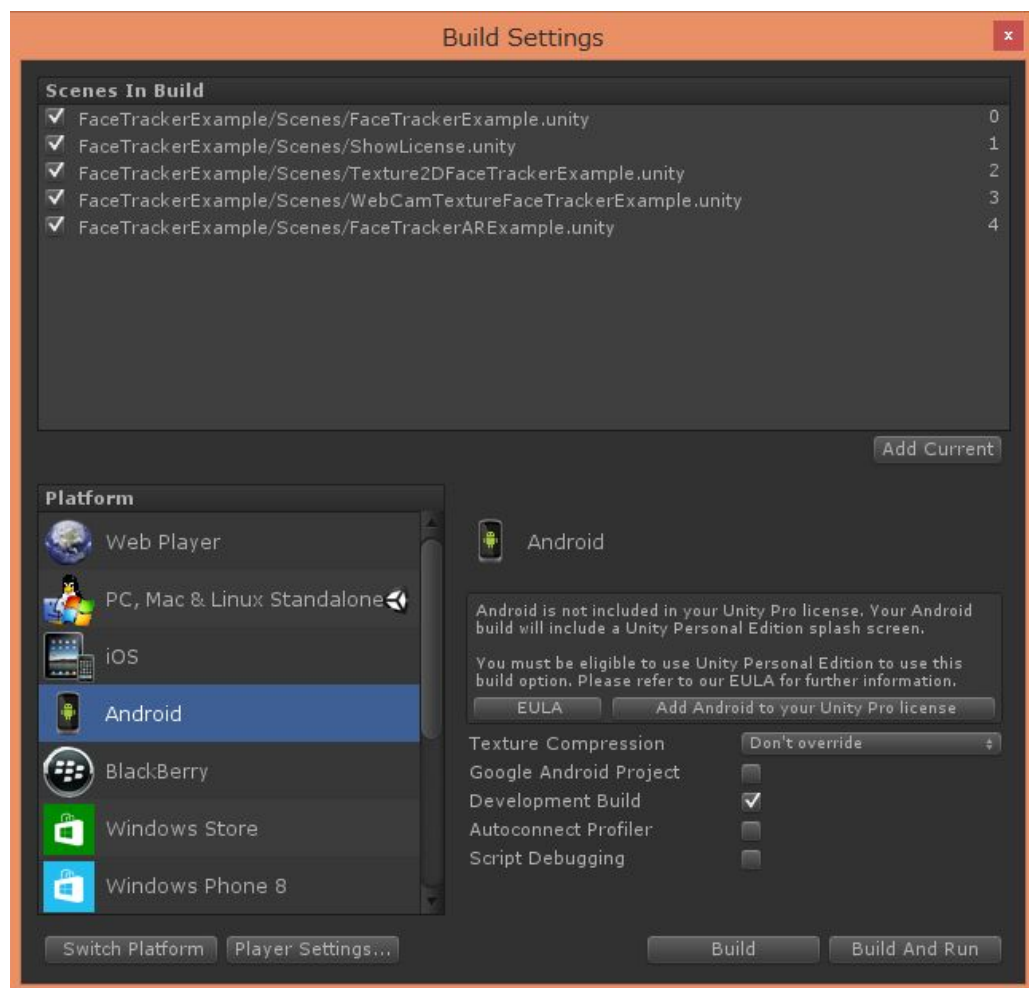 Build Settings
x
Scenes In Build
FaceTrackerExample/Scenes/FaceTrackerExample.unity 0
FaceTrackerExample/Scenes/ShowLicense.unity 1
FaceTrackerExample/Scenes/Texture2DFaceTrackerExample.unity 2
FaceTrackerExample/Scenes/WebCamTextureFaceTrackerExample.unity 3
FaceTrackerExample/Scenes/FaceTrackerARExample.unity 4
Add Current
Platform
Web Player
PC, Mac & Linux Standalone
iOS
Android
BlackBerry
Windows Store
Windows Phone 8
Android
Android is not included in your Unity Pro license. Your Android
build will include a Unity Personal Edition splash screen.
You must be eligible to use Unity Personal Edition to use this
build option. Please refer to our EULA for further information.
EULA Add Android to your Unity Pro license
Texture Compression Don't override
Google Android Project
Development Build
Autoconnect Profiler
Script Debugging
Switch Platform Player Settings... Build Build And Run